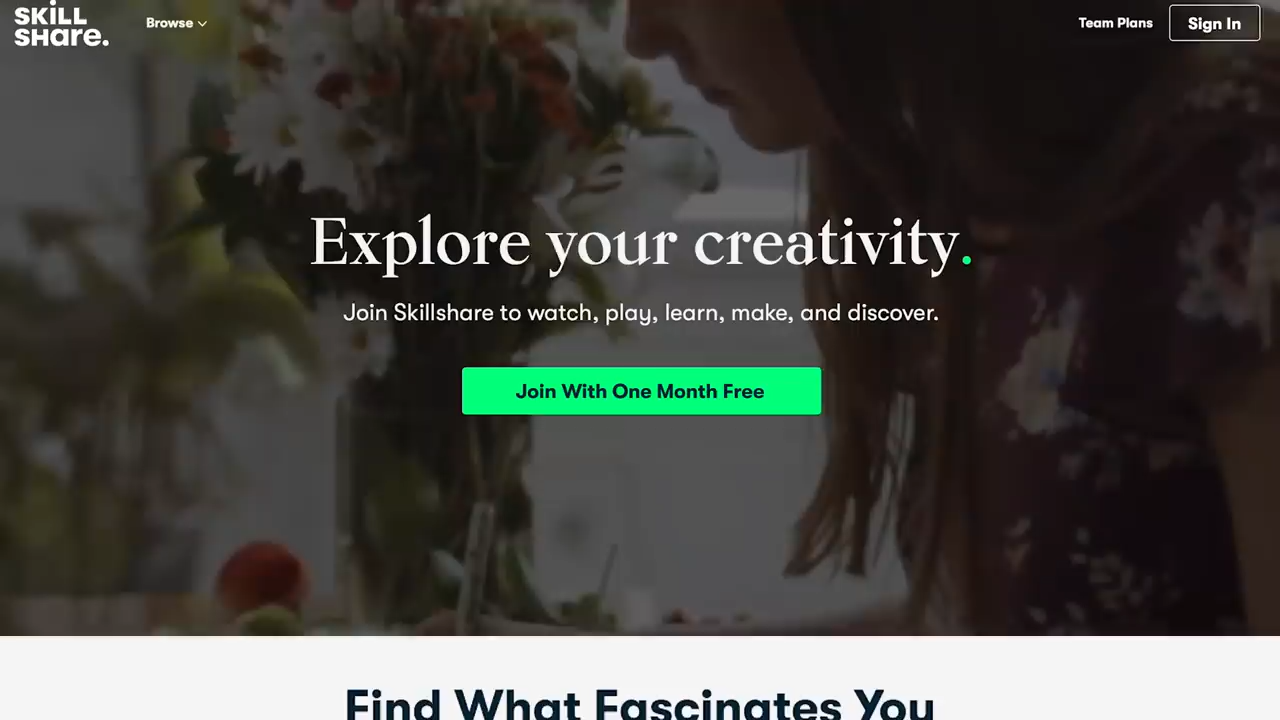 SKiLL
SHare.
Browse
Team Plans
Sign In
Explore your creativity.
Join Skillshare to watch, play, learn, make, and discover.
Join With One Month Free
Find What Fascinates You